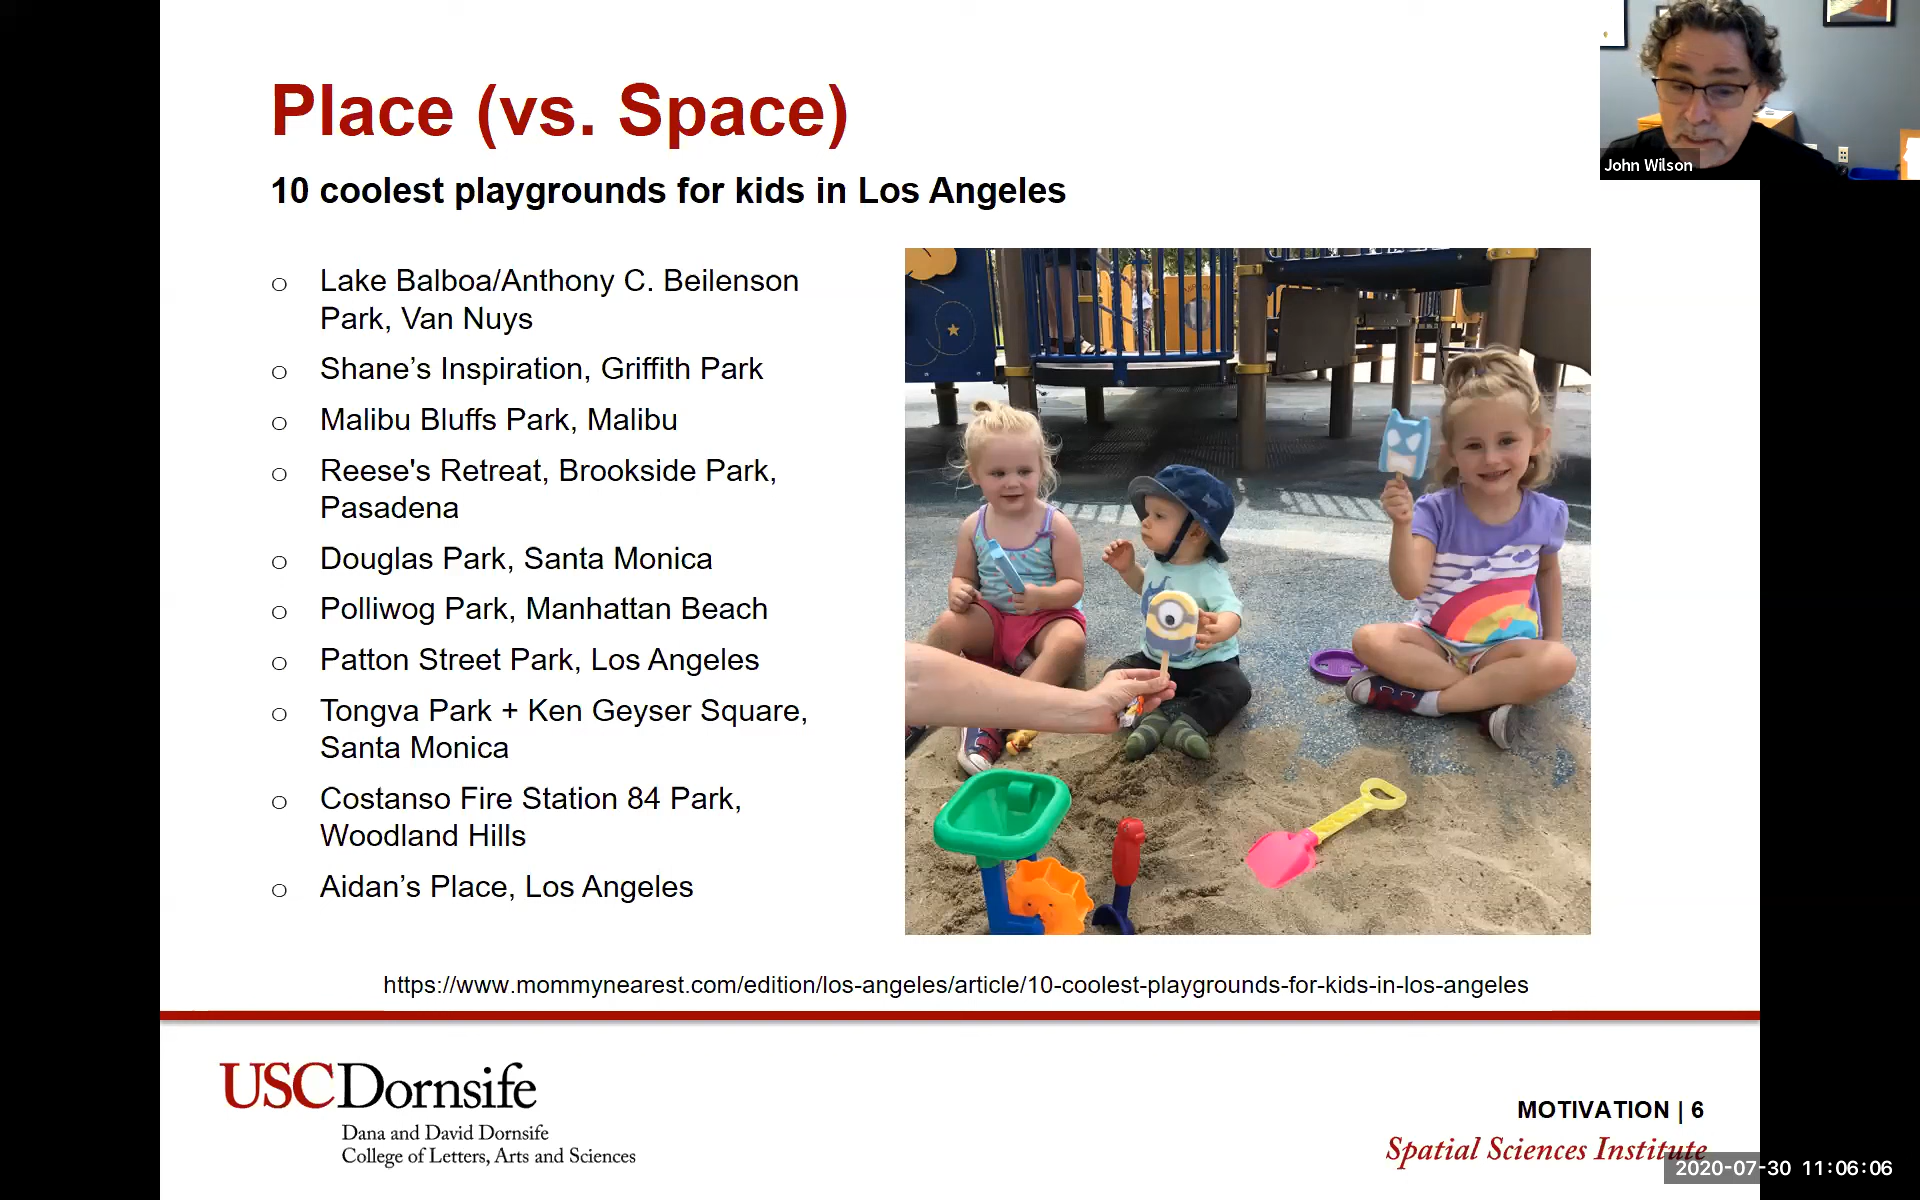 Place (vs. Space)
10 coolest playgrounds for kids in Los Angeles
John Wilson
o Lake Balboa/Anthony C. Beilenson
Park, Van Nuys
o Shane’s Inspiration, Griffith Park
o Malibu Bluffs Park, Malibu
o Reese's Retreat, Brookside Park,
Pasadena
o Douglas Park, Santa Monica
o Polliwog Park, Manhattan Beach
o Patton Street Park, Los Angeles
o Tongva Park + Ken Geyser Square,
Santa Monica
o Costanso Fire Station 84 Park,
Woodland Hills
o Aidan’s Place, Los Angeles
https://www.mommynearest.com/edition/los-angeles/article/10-coolest-playgrounds-for-kids-in-los-angeles
USCDornsife
Dana and David Dornsife
College of Letters, Arts and Sciences
MOTIVATION | 6
Spatial Sciences Institute
2020-07-30 11:06:06